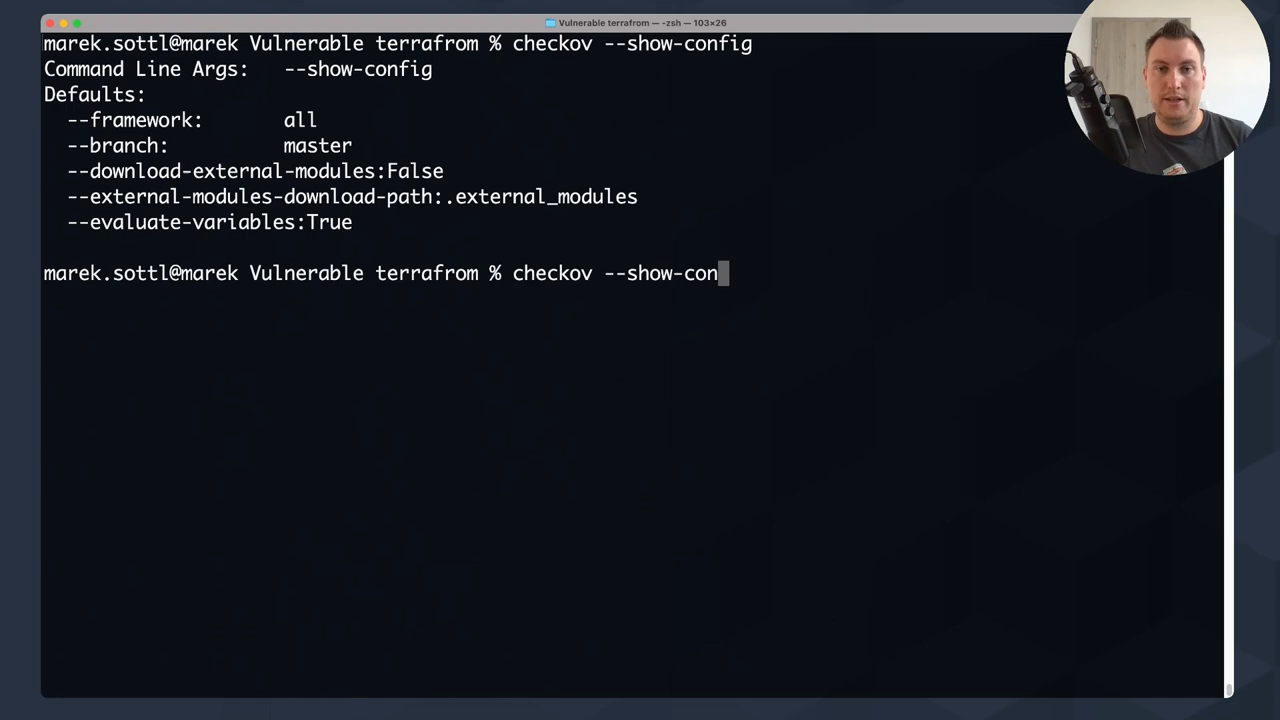 Vulnerable terrafrom — -zsh — 103×26
marek.sottl@marek Vulnerable terrafrom % checkov --show-config
Command Line Args:   --show-config
Defaults:
  --framework:       all
  --branch:          master
  --download-external-modules:False
  --external-modules-download-path:.external_modules
  --evaluate-variables:True
marek.sottl@marek Vulnerable terrafrom % checkov --show-con